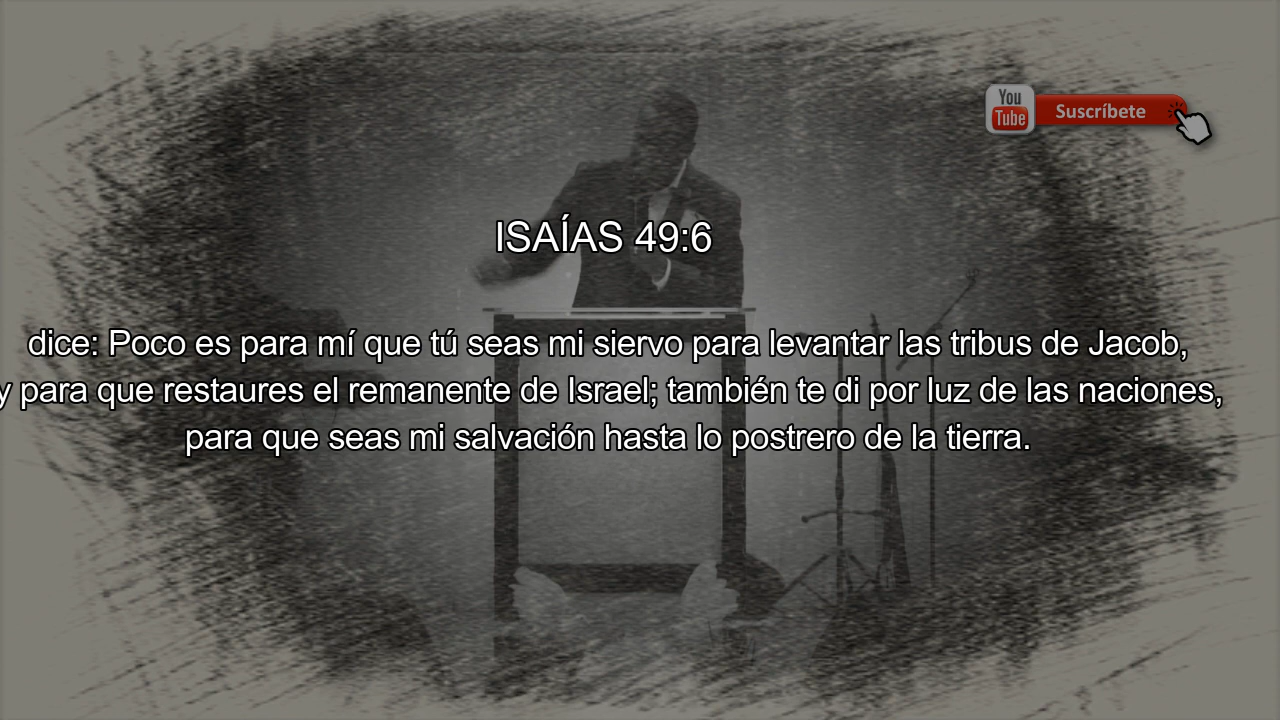 You
Tube
Suscríbete
ISAÍAS 49:6
dice: Poco es para mí que tú seas mi siervo para levantar las tribus de Jacob,
y para que restaures el remanente de Israel; también te di por luz de las naciones,
para que seas mi salvación hasta lo postrero de la tierra.